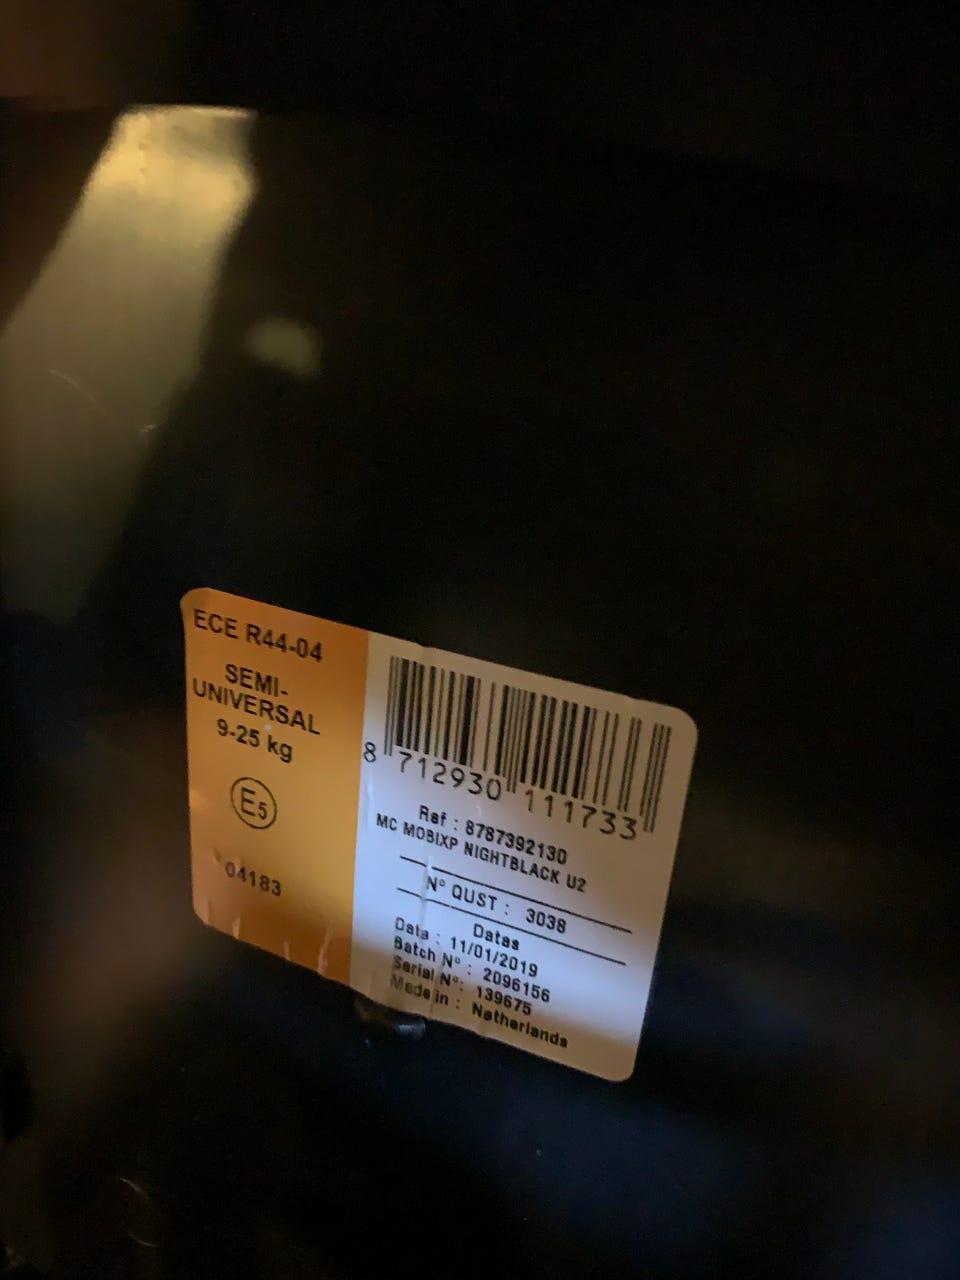 ECE R44-04
SEMI-
UNIVERSAL
9-25 kg
E5
04183
8 712930 111733
Ref : 8787392130
MC MOBIXP NIGHTBLACK U2
N° QUST : 3038
Datas
Data : 11/01/2019
Batch N° : 2096156
Serial N°: 139675
Made in : Netherlands